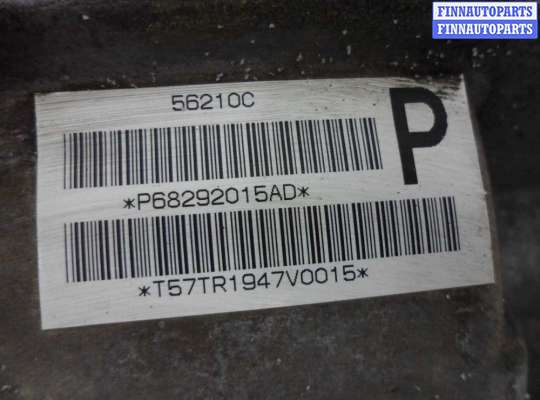 FINNAUTOPARTS
FINNAUTOPARTS
56210C
P
*P68292015AD*
*T57TR1947V0015*